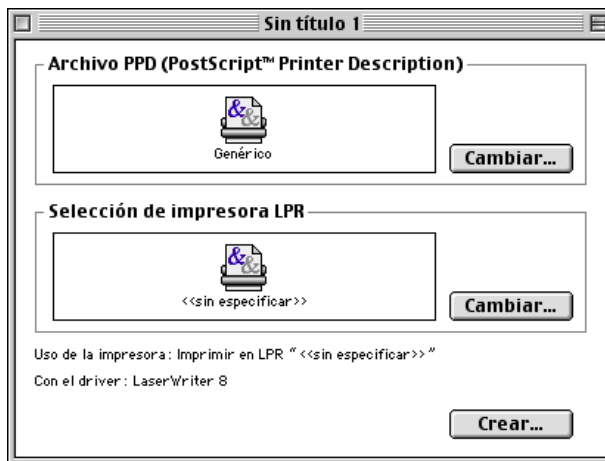 Sin título 1
Archivo PPD (PostScript™ Printer Description)
Genérico
Cambiar...
Selección de impresora LPR
<<sin especificar>>
Cambiar...
Uso de la impresora: Imprimir en LPR "<<sin especificar>>"
Con el driver: LaserWriter 8
Crear...